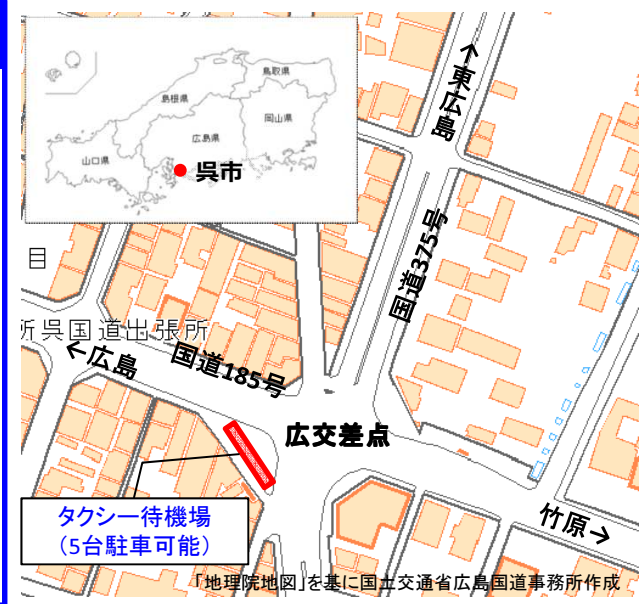 鳥取県
島根県
岡山県
広島県
山口県
呉市
←東広島
国道375号
目
所呉国道出張所
←広島
国道185号
広交差点
タクシー待機場
（5台駐車可能）
竹原→
「地理院地図」を基に国土交通省広島国道事務所作成